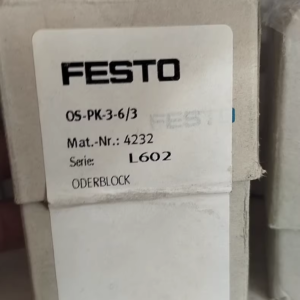 FESTO
OS-PK-3-6/3
FESTO
Mat.-Nr.: 4232
Serie: L602
ODERBLOCK